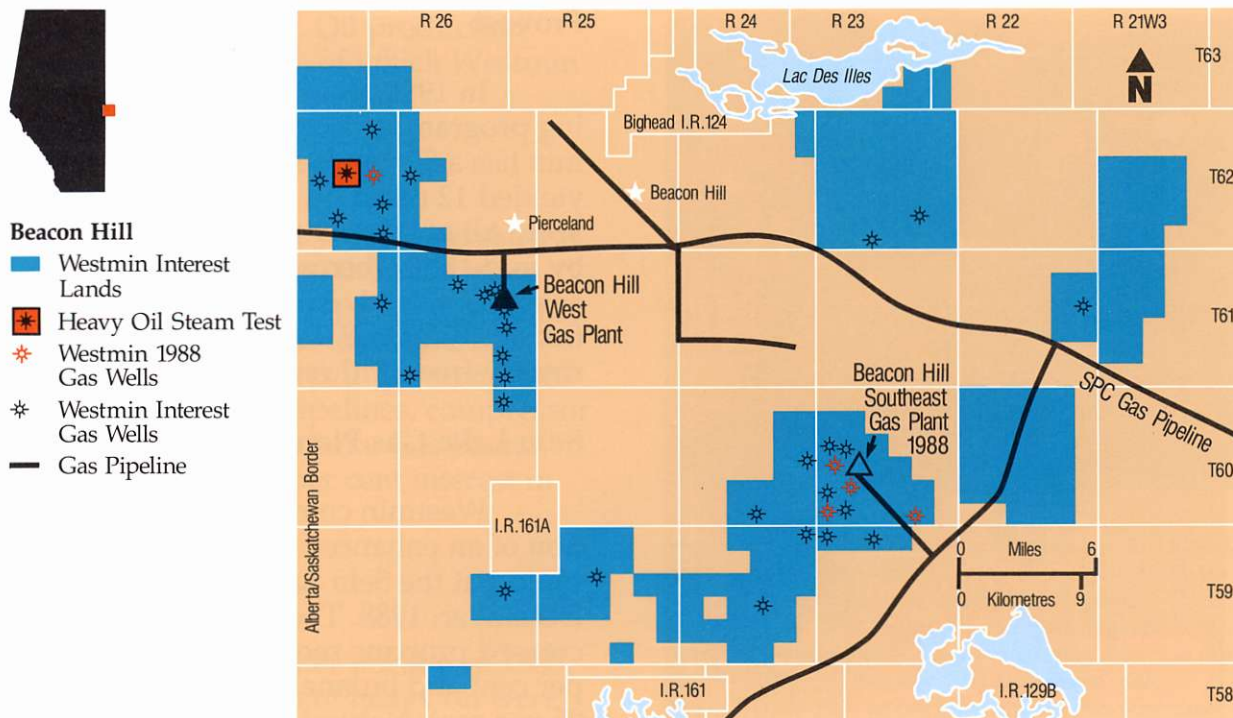 Beacon Hill
Westmin Interest
Lands
Heavy Oil Steam Test
Westmin 1988
Gas Wells
Westmin Interest
Gas Wells
Gas Pipeline
R 26
R 25
R 24
R 23
R 22
R 21W3
T63
N
Lac Des Illes
Bighead I.R.124
T62
Beacon Hill
Pierceland
Beacon Hill
West
Gas Plant
T61
SPC Gas Pipeline
Beacon Hill
Southeast
Gas Plant
1988
T60
Alberta/Saskatchewan Border
I.R.161A
0 Miles 6
0 Kilometres 9
T59
I.R.161
I.R.129B
T58